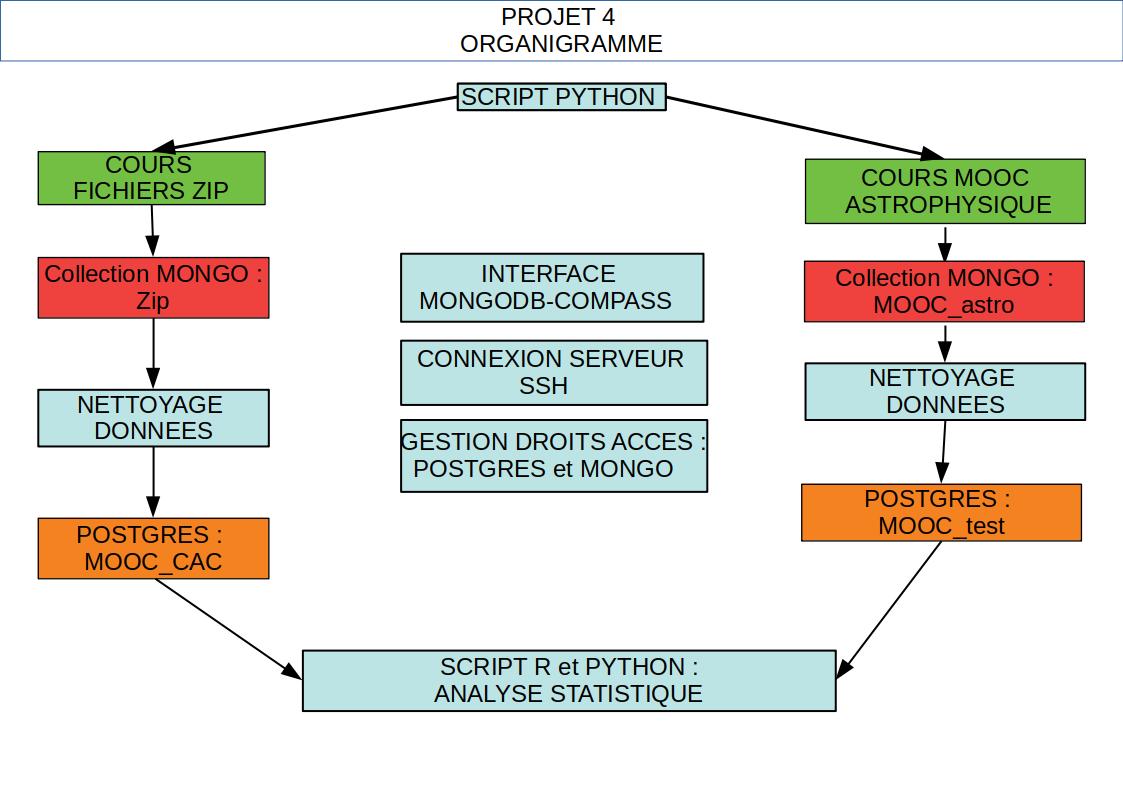 PROJET 4
ORGANIGRAMME
SCRIPT PYTHON
COURS
FICHIERS ZIP
Collection MONGO :
Zip
NETTOYAGE
DONNEES
POSTGRES :
MOOC_CAC
INTERFACE
MONGODB-COMPASS
CONNEXION SERVEUR
SSH
GESTION DROITS ACCES :
POSTGRES et MONGO
COURS MOOC
ASTROPHYSIQUE
Collection MONGO :
MOOC_astro
NETTOYAGE
DONNEES
POSTGRES :
MOOC_test
SCRIPT R et PYTHON :
ANALYSE STATISTIQUE